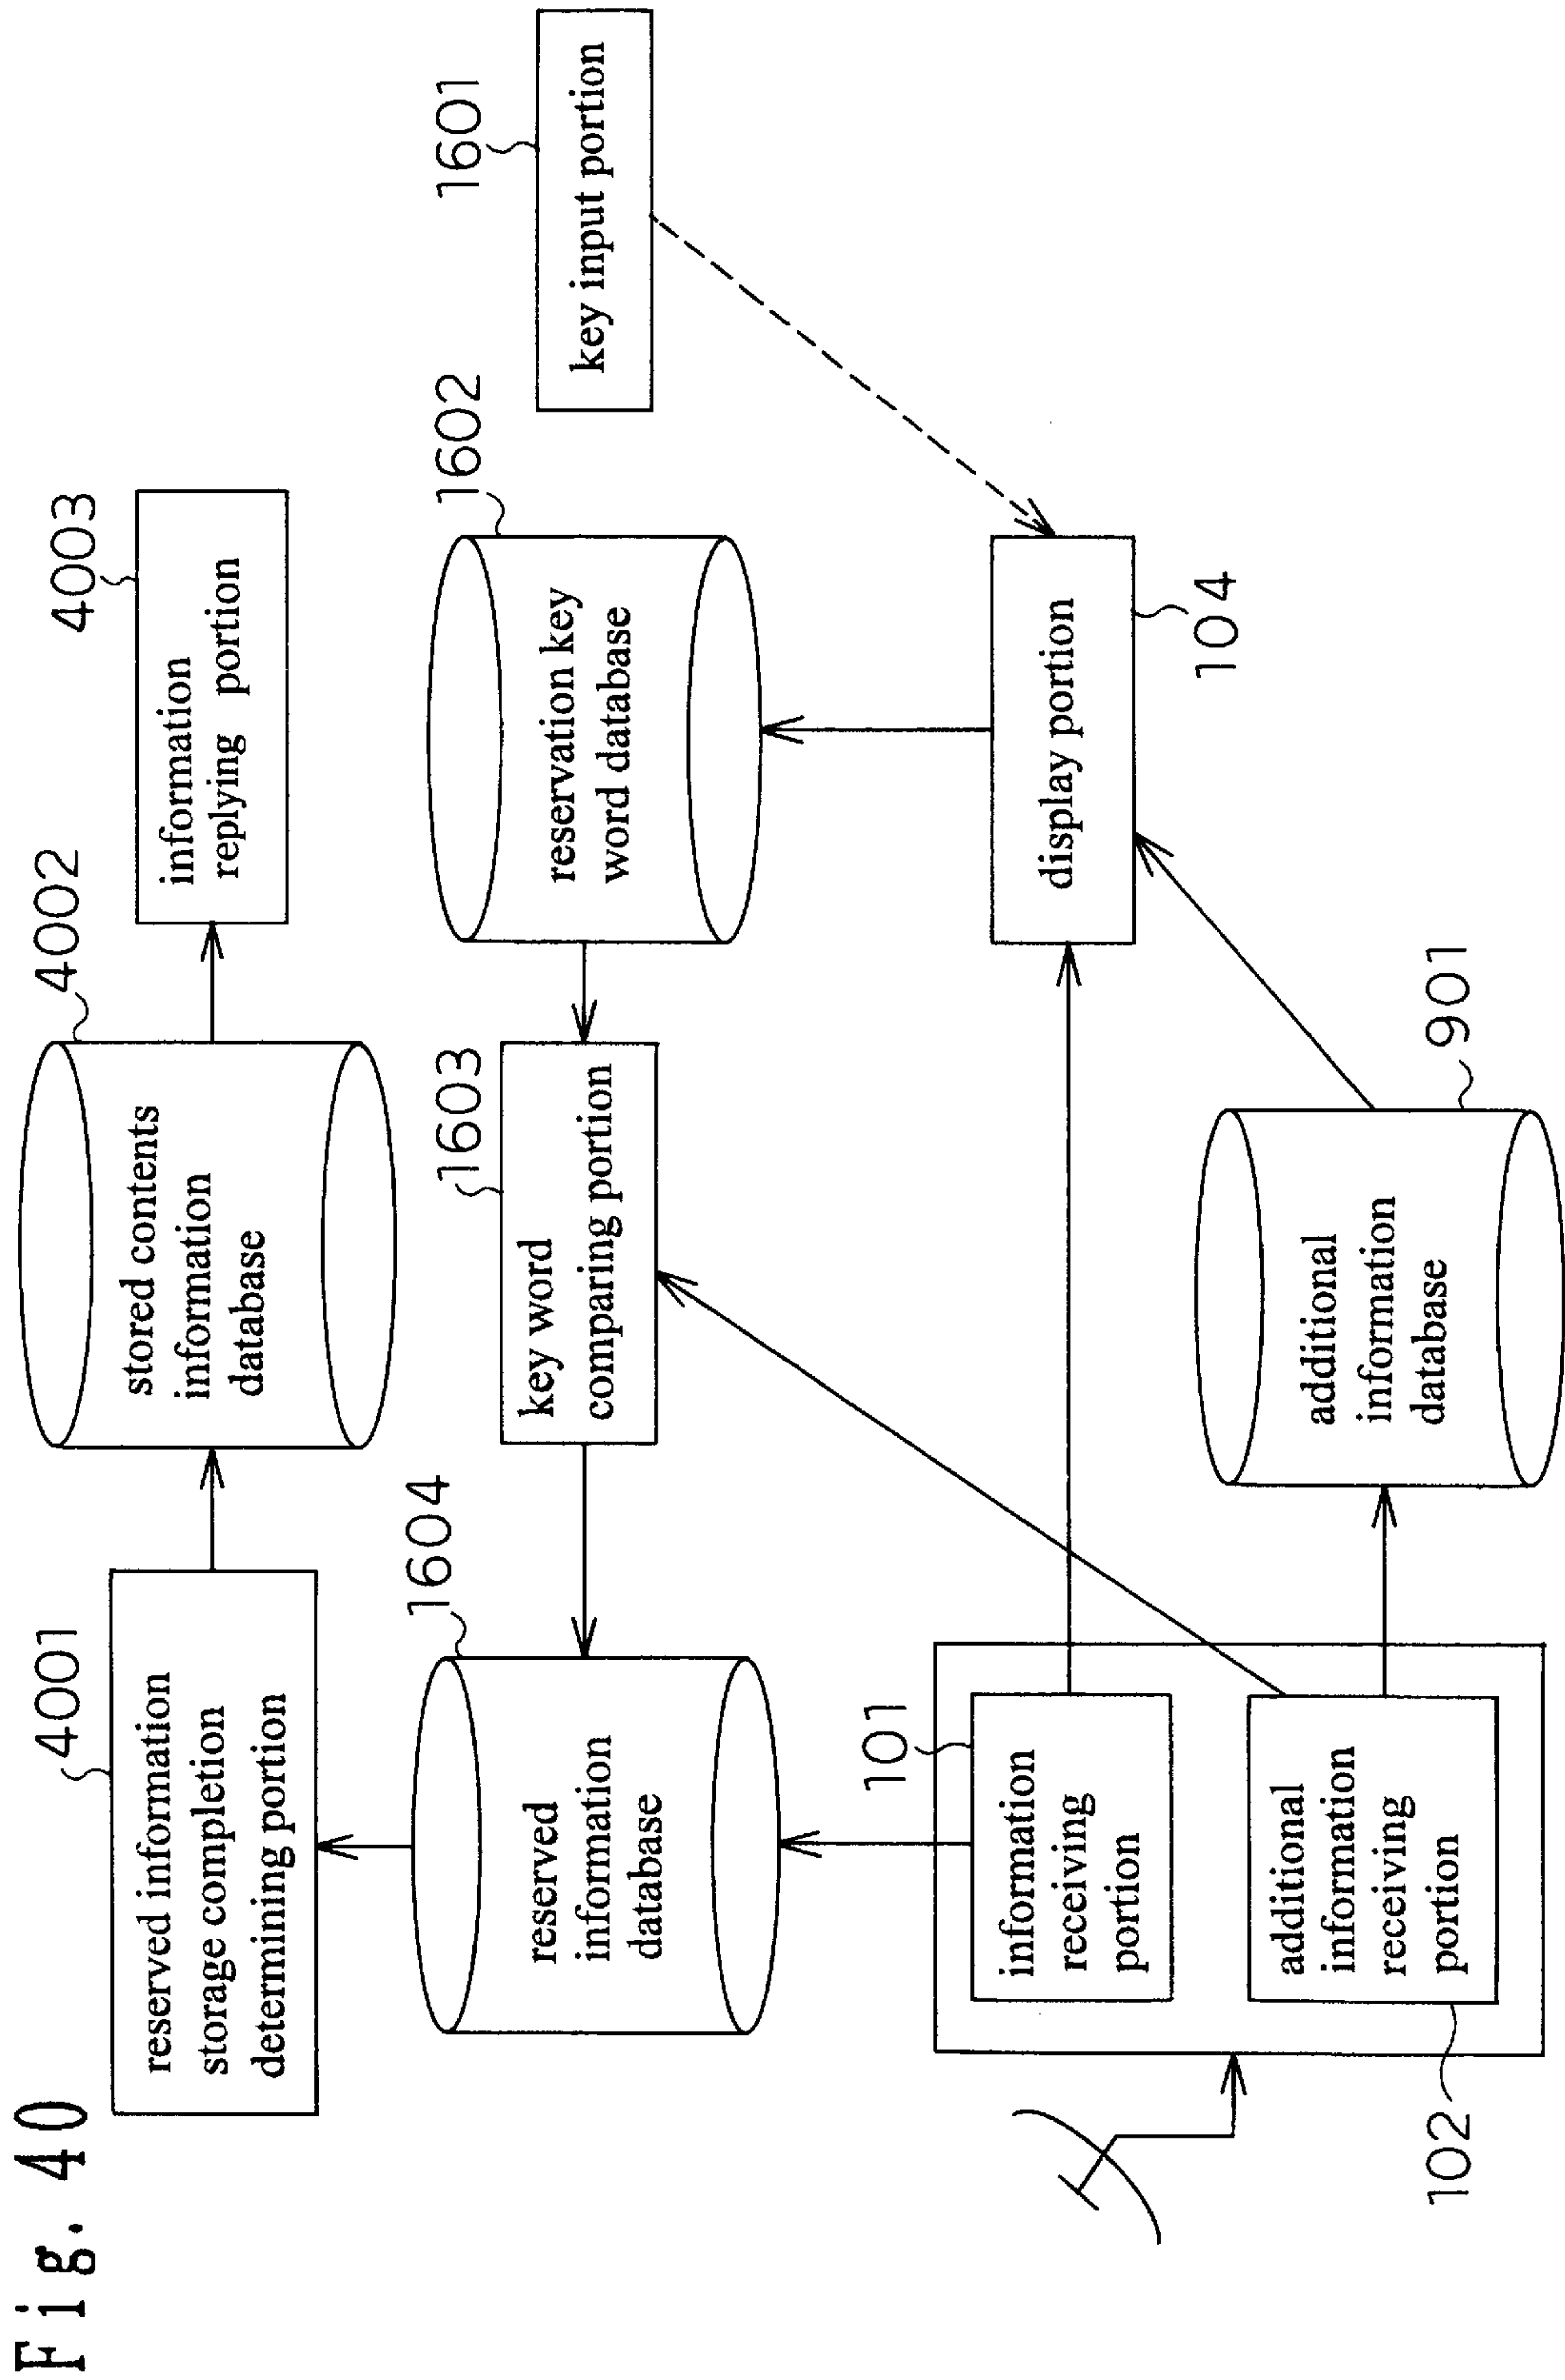 Fig. 40
4001
reserved information
storage completion
determining portion
4002
stored contents
information
database
4003
information
replying portion
1604
reserved
information
database
1603
key word
comparing portion
1602
reservation key
word database
1601
key input portion
101
information
receiving
portion
102
additional
information
receiving
portion
901
additional
information
database
display portion
104